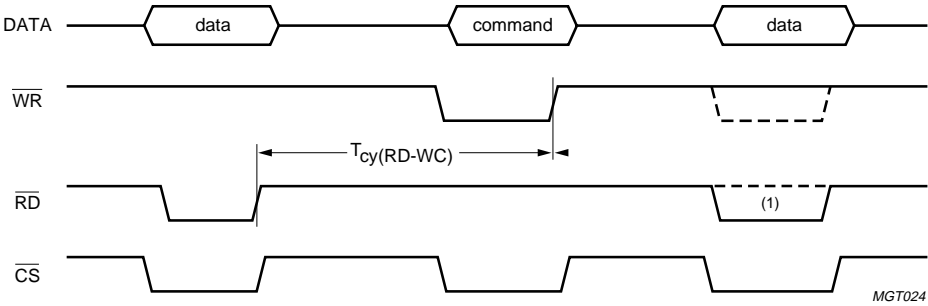 DATA data command data
WR
Tcy(RD-WC)
RD (1)
CS
MGT024